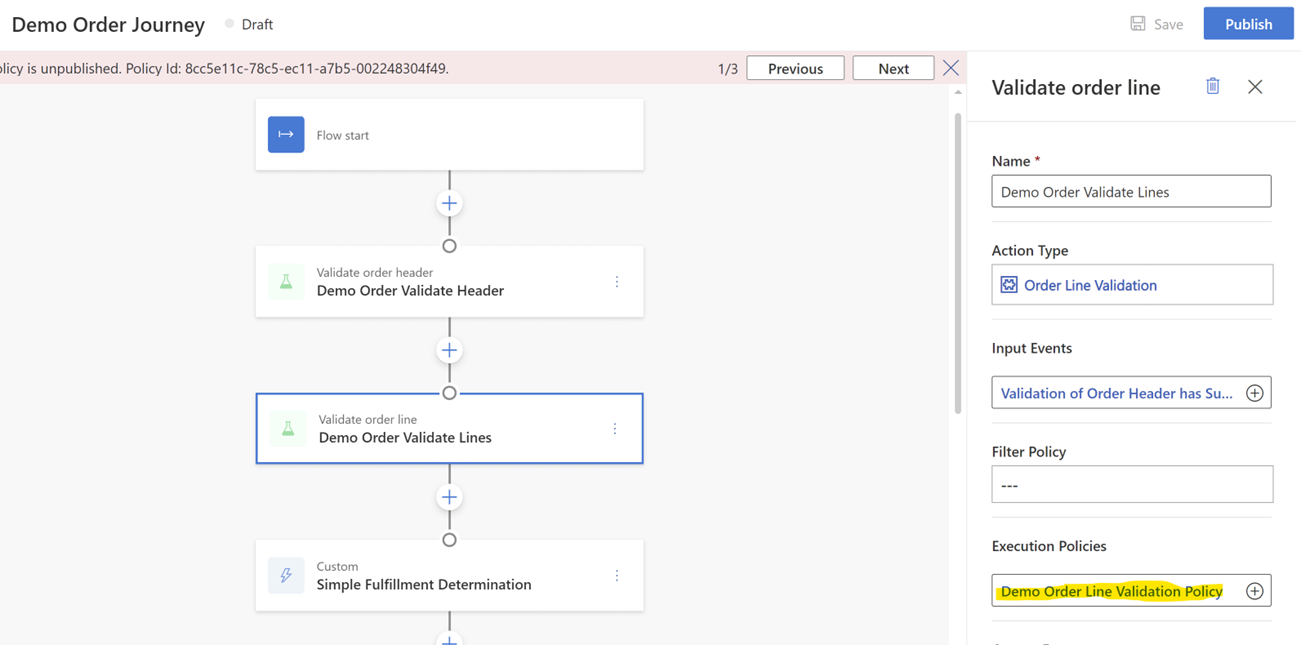 Demo Order Journey
Draft
Save
Publish
olicy is unpublished. Policy Id: 8cc5e11c-78c5-ec11-a7b5-002248304f49.
1/3
Previous
Next
Flow start
Validate order header
Demo Order Validate Header
Validate order line
Demo Order Validate Lines
Custom
Simple Fulfillment Determination
Validate order line
Name *
Demo Order Validate Lines
Action Type
Order Line Validation
Input Events
Validation of Order Header has Su...
Filter Policy
---
Execution Policies
Demo Order Line Validation Policy